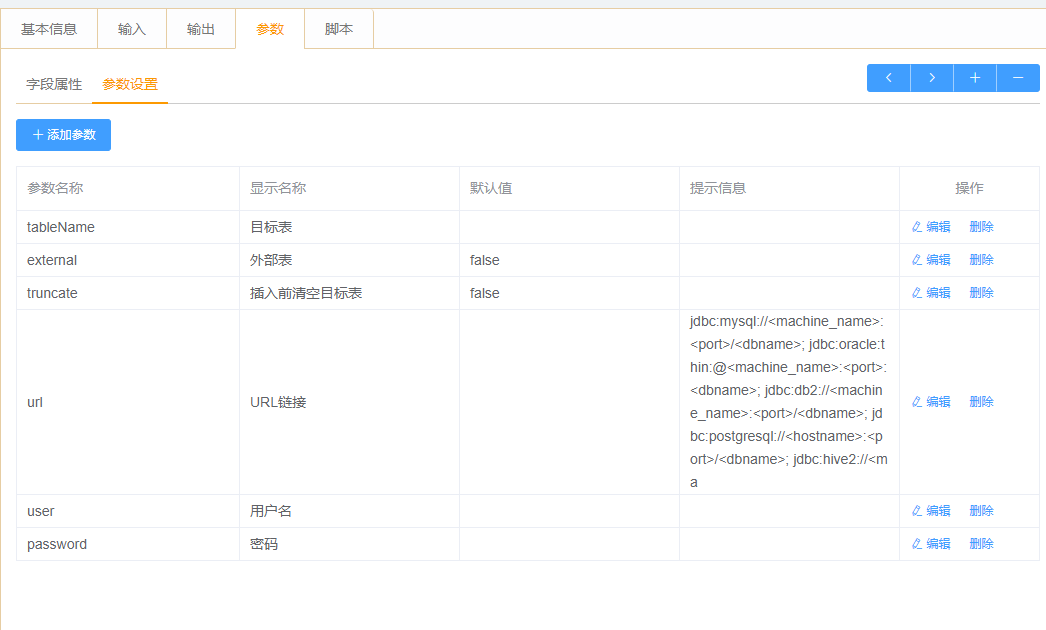 基本信息 输入 输出 参数 脚本
字段属性 参数设置
添加参数
参数名称 显示名称 默认值 提示信息 操作
tableName 目标表 编辑 删除
external 外部表 false 编辑 删除
truncate 插入前清空目标表 false 编辑 删除
url URL链接
jdbc:mysql://<machine_name>:
<port>/<dbname>; jdbc:oracle:t
hin:@<machine_name>:<port>:
<dbname>; jdbc:db2://<machin
e_name>:<port>/<dbname>; jd
bc:postgresql://<hostname>:<p
ort>/<dbname>; jdbc:hive2://<m
a
编辑 删除
user 用户名 编辑 删除
password 密码 编辑 删除